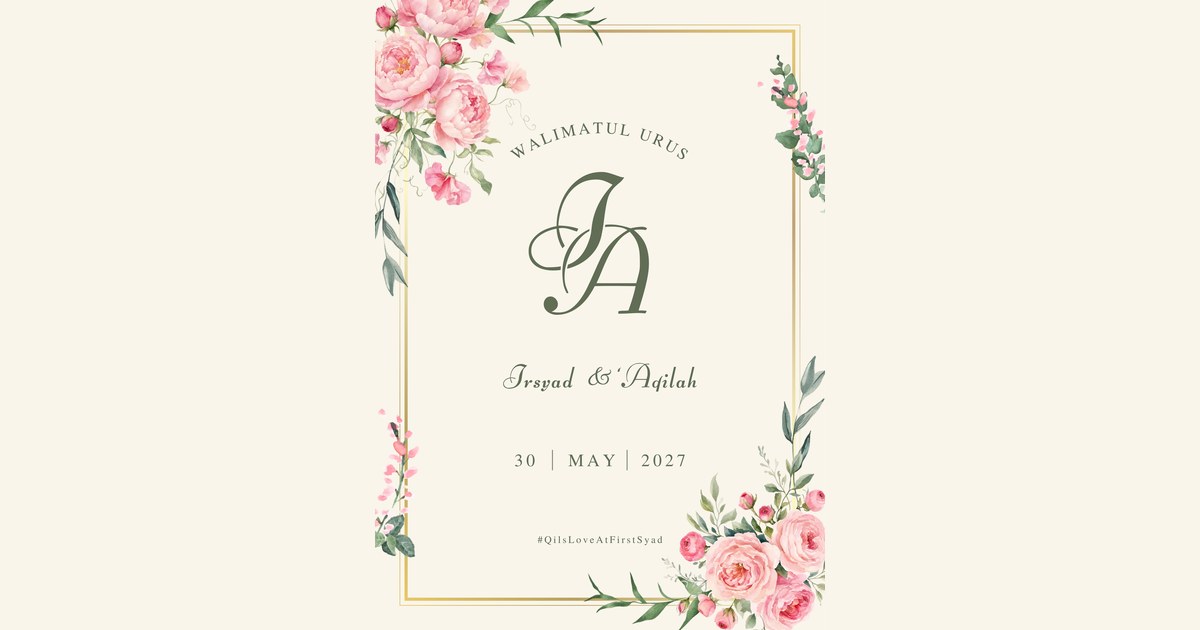 WALIMATUL URUS
IA
Irsyad & 'Aqilah
30 | MAY | 2027
#QilsLoveAtFirstSyad